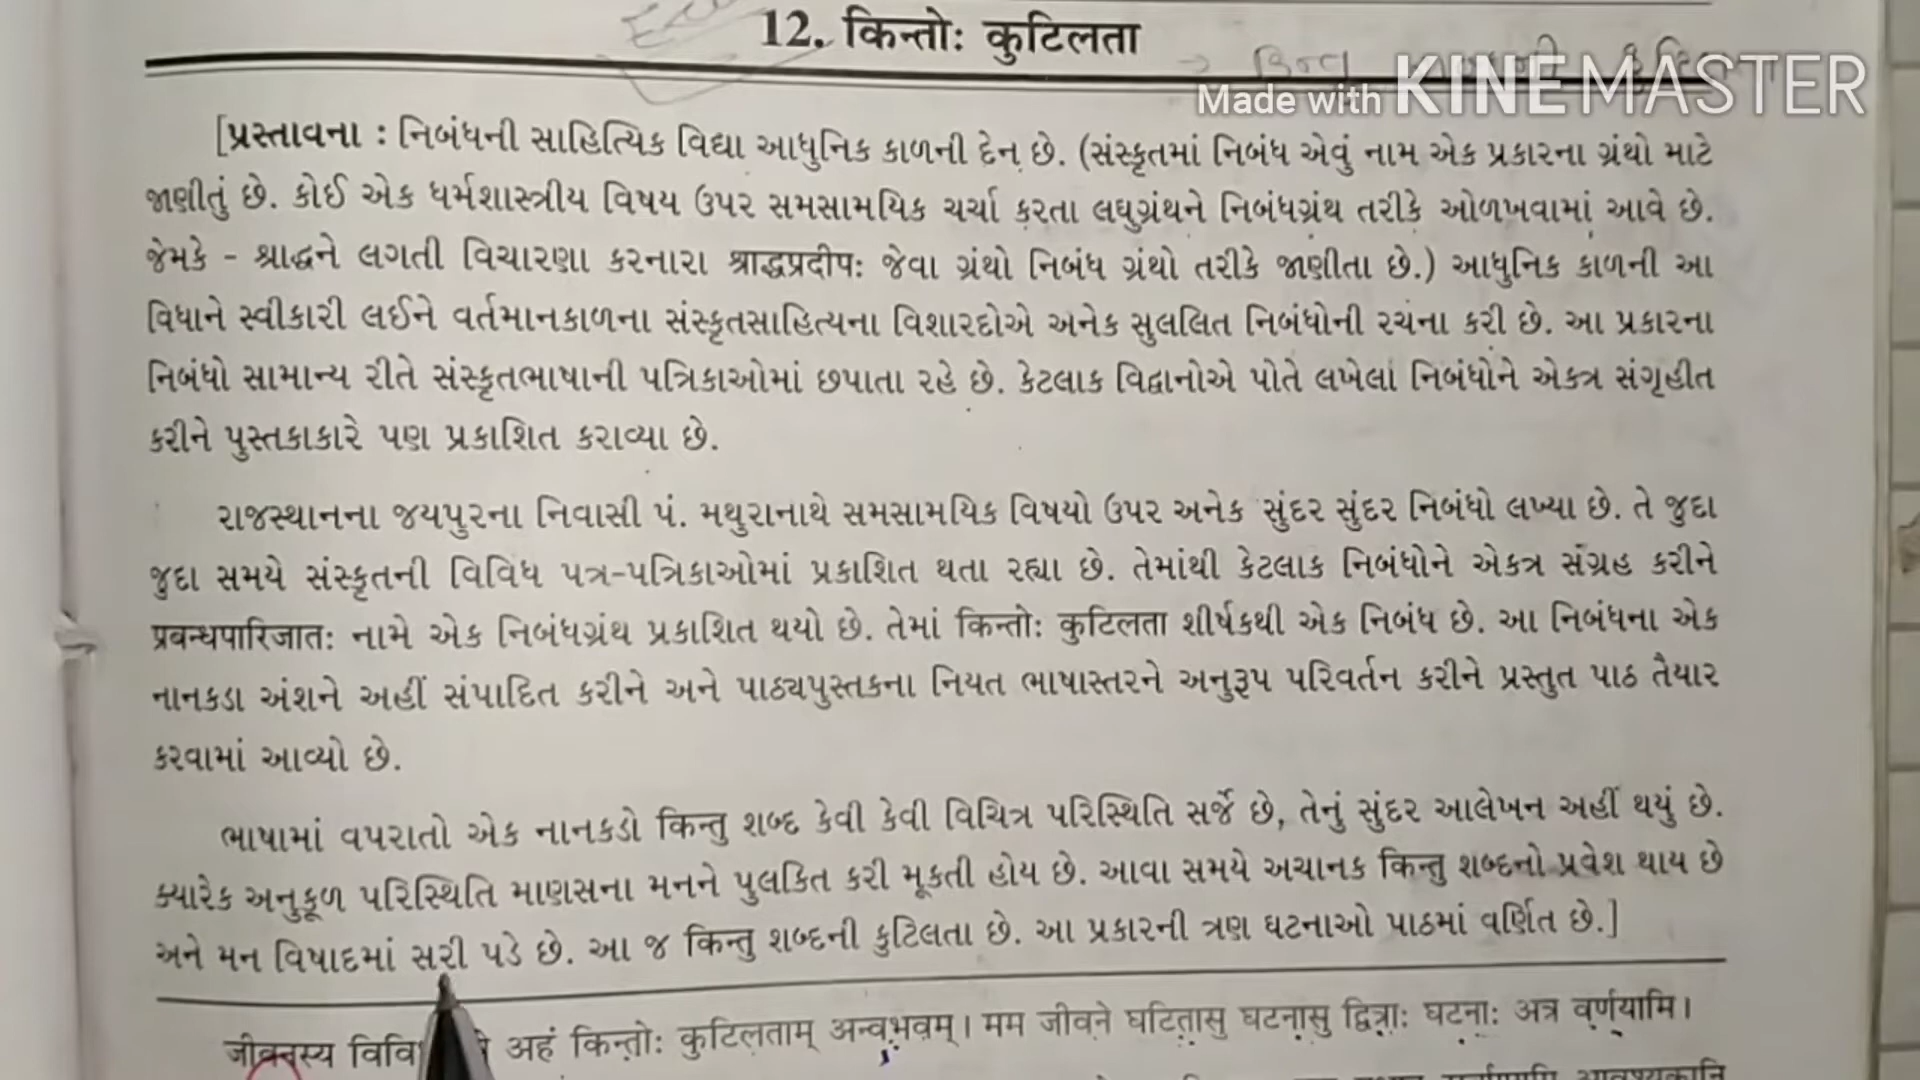 12. किन्तोः कुटिलता
Made with KINEMASTER
[પ્રસ્તાવના : નિબંધની સાહિત્યિક વિદ્યા આધુનિક કાળની દેન છે. (સંસ્કૃતમાં નિબંધ એવું નામ એક પ્રકારના ગ્રંથો માટે
જાણીતું છે. કોઈ એક ધર્મશાસ્ત્રીય વિષય ઉપર સમસામયિક ચર્ચા કરતા લઘુગ્રંથને નિબંધગ્રંથ તરીકે ઓળખવામાં આવે છે.
જેમકે - શ્રાદ્ધને લગતી વિચારણા કરનારા श्राद्धप्रदीपः જેવા ગ્રંથો નિબંધ ગ્રંથો તરીકે જાણીતા છે.) આધુનિક કાળની આ
વિધાને સ્વીકારી લઈને વર્તમાનકાળના સંસ્કૃતસાહિત્યના વિશારદોએ અનેક સુલલિત નિબંધોની રચના કરી છે. આ પ્રકારના
નિબંધો સામાન્ય રીતે સંસ્કૃતભાષાની પત્રિકાઓમાં છપાતા રહે છે. કેટલાક વિદ્વાનોએ પોતે લખેલાં નિબંધોને એકત્ર સંગૃહીત
કરીને પુસ્તકાકારે પણ પ્રકાશિત કરાવ્યા છે.
રાજસ્થાનના જયપુરના નિવાસી પં. મથુરાનાથે સમસામયિક વિષયો ઉપર અનેક સુંદર સુંદર નિબંધો લખ્યા છે. તે જુદા
જુદા સમયે સંસ્કૃતની વિવિધ પત્ર-પત્રિકાઓમાં પ્રકાશિત થતા રહ્યા છે. તેમાંથી કેટલાક નિબંધોને એકત્ર સંગ્રહ કરીને
प्रबन्धपारिजातः નામે એક નિબંધગ્રંથ પ્રકાશિત થયો છે. તેમાં किन्तोः कुटिलता શીર્ષકથી એક નિબંધ છે. આ નિબંધના એક
નાનકડા અંશને અહીં સંપાદિત કરીને અને પાઠ્યપુસ્તકના નિયત ભાષાસ્તરને અનુરૂપ પરિવર્તન કરીને પ્રસ્તુત પાઠ તૈયાર
કરવામાં આવ્યો છે.
ભાષામાં વપરાતો એક નાનકડો किन्तु શબ્દ કેવી કેવી વિચિત્ર પરિસ્થિતિ સર્જે છે, તેનું સુંદર આલેખન અહીં થયું છે.
ક્યારેક અનુકૂળ પરિસ્થિતિ માણસના મનને પુલકિત કરી મૂકતી હોય છે. આવા સમયે અચાનક किन्तु શબ્દનો પ્રવેશ થાય છે
અને મન વિષાદમાં સરી પડે છે. આ જ किन्तु શબ્દની કુટિલતા છે. આ પ્રકારની ત્રણ ઘટનાઓ પાઠમાં વર્ણિત છે.]
जीवनस्य अहं किन्तोः कुटिलताम् अन्वभवम्। मम जीवने घटितासु घटनासु द्वित्राः घटनाः अत्र वर्णयामि।